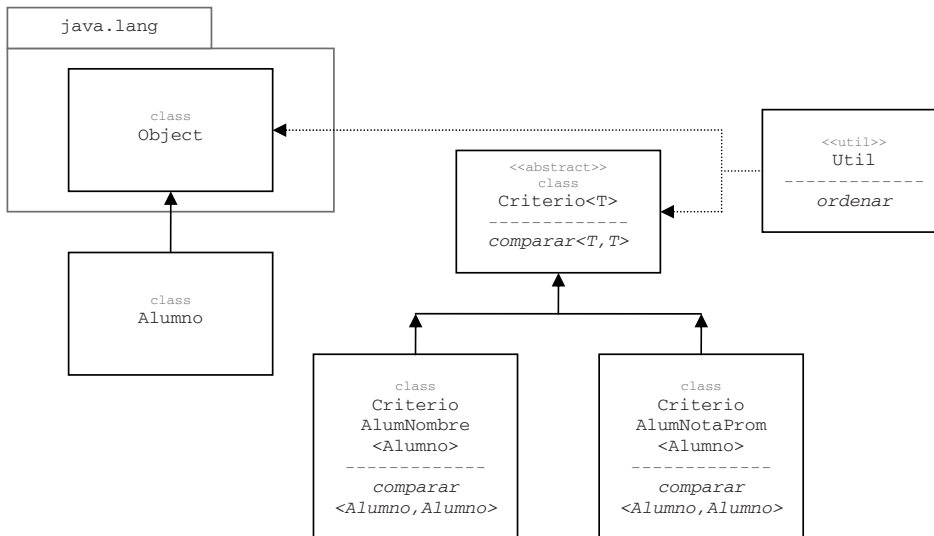 java.lang
class
Object
<<util>>
Util
-------------
ordenar
<<abstract>>
class
Criterio<T>
-------------
comparar<T,T>
class
Alumno
class
Criterio
AlumNombre
<Alumno>
-------------
comparar
<Alumno,Alumno>
class
Criterio
AlumNotaProm
<Alumno>
-------------
comparar
<Alumno,Alumno>